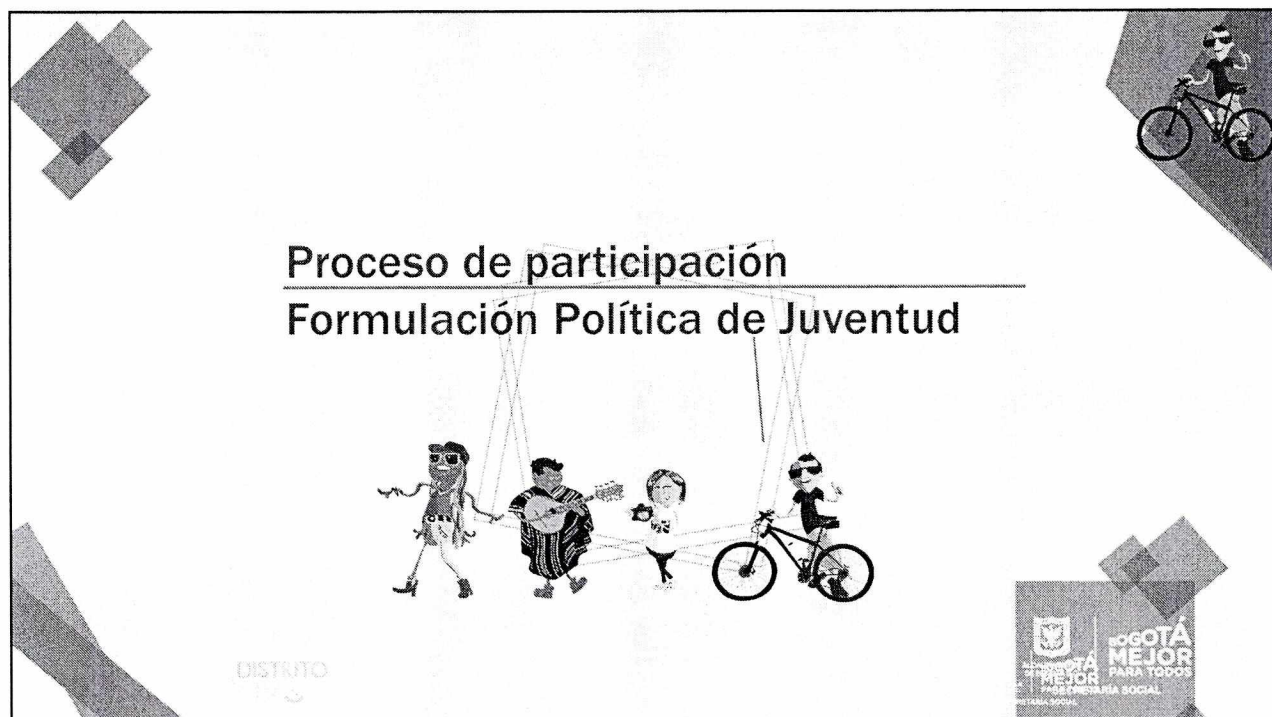 Proceso de participación
Formulación Política de Juventud
DISTRITO
BOGOTÁ
MEJOR
PARA TODOS